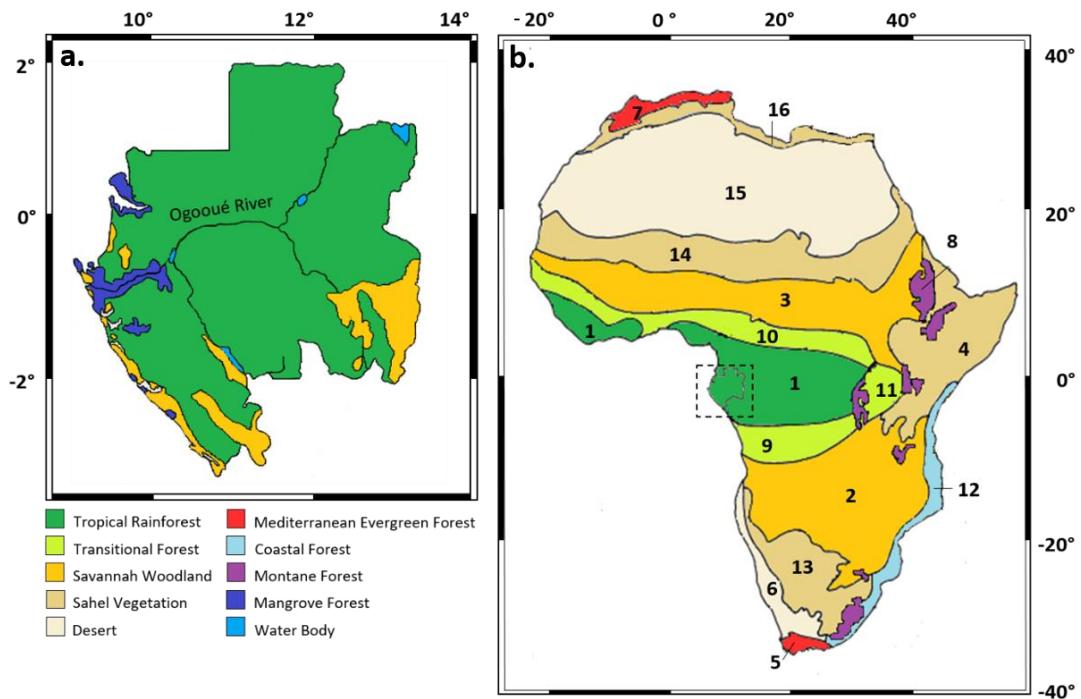 10° 12° 14°
a.
2°
0°
-2°
Ogooué River
Tropical Rainforest
Transitional Forest
Savannah Woodland
Sahel Vegetation
Desert
Mediterranean Evergreen Forest
Coastal Forest
Montane Forest
Mangrove Forest
Water Body
-20° 0° 20° 40°
b.
40°
20°
0°
-20°
-40°
7
16
15
8
14
3
1
10
4
1
11
9
12
2
13
6
5